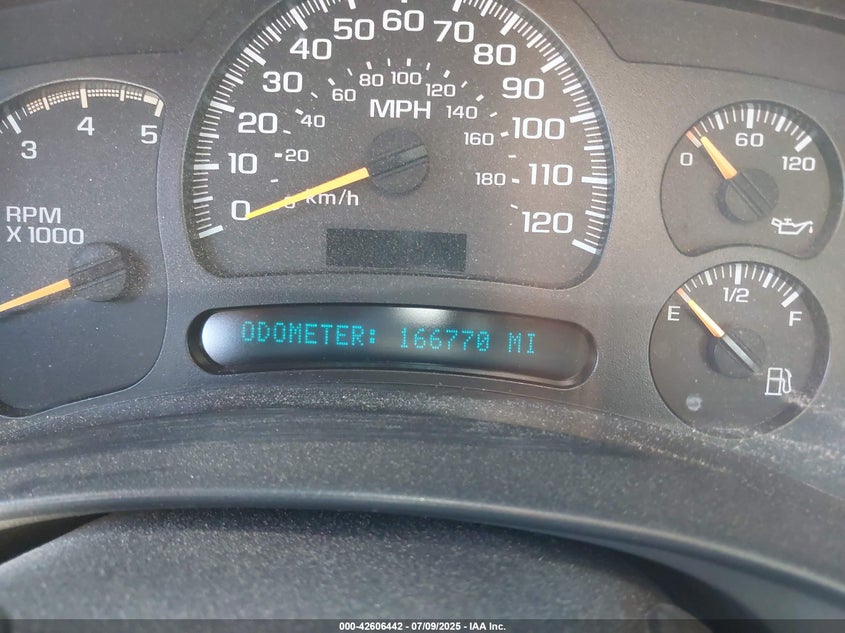 3 4 5
RPM
X 1000
0 10 20 30 40 50 60 70 80 90 100 110 120
20 40 60 80 100 120 140 160 180
MPH
km/h
0 60 120
E 1/2 F
ODOMETER: 166770 MI
000-42606442 - 07/09/2025 - IAA Inc.